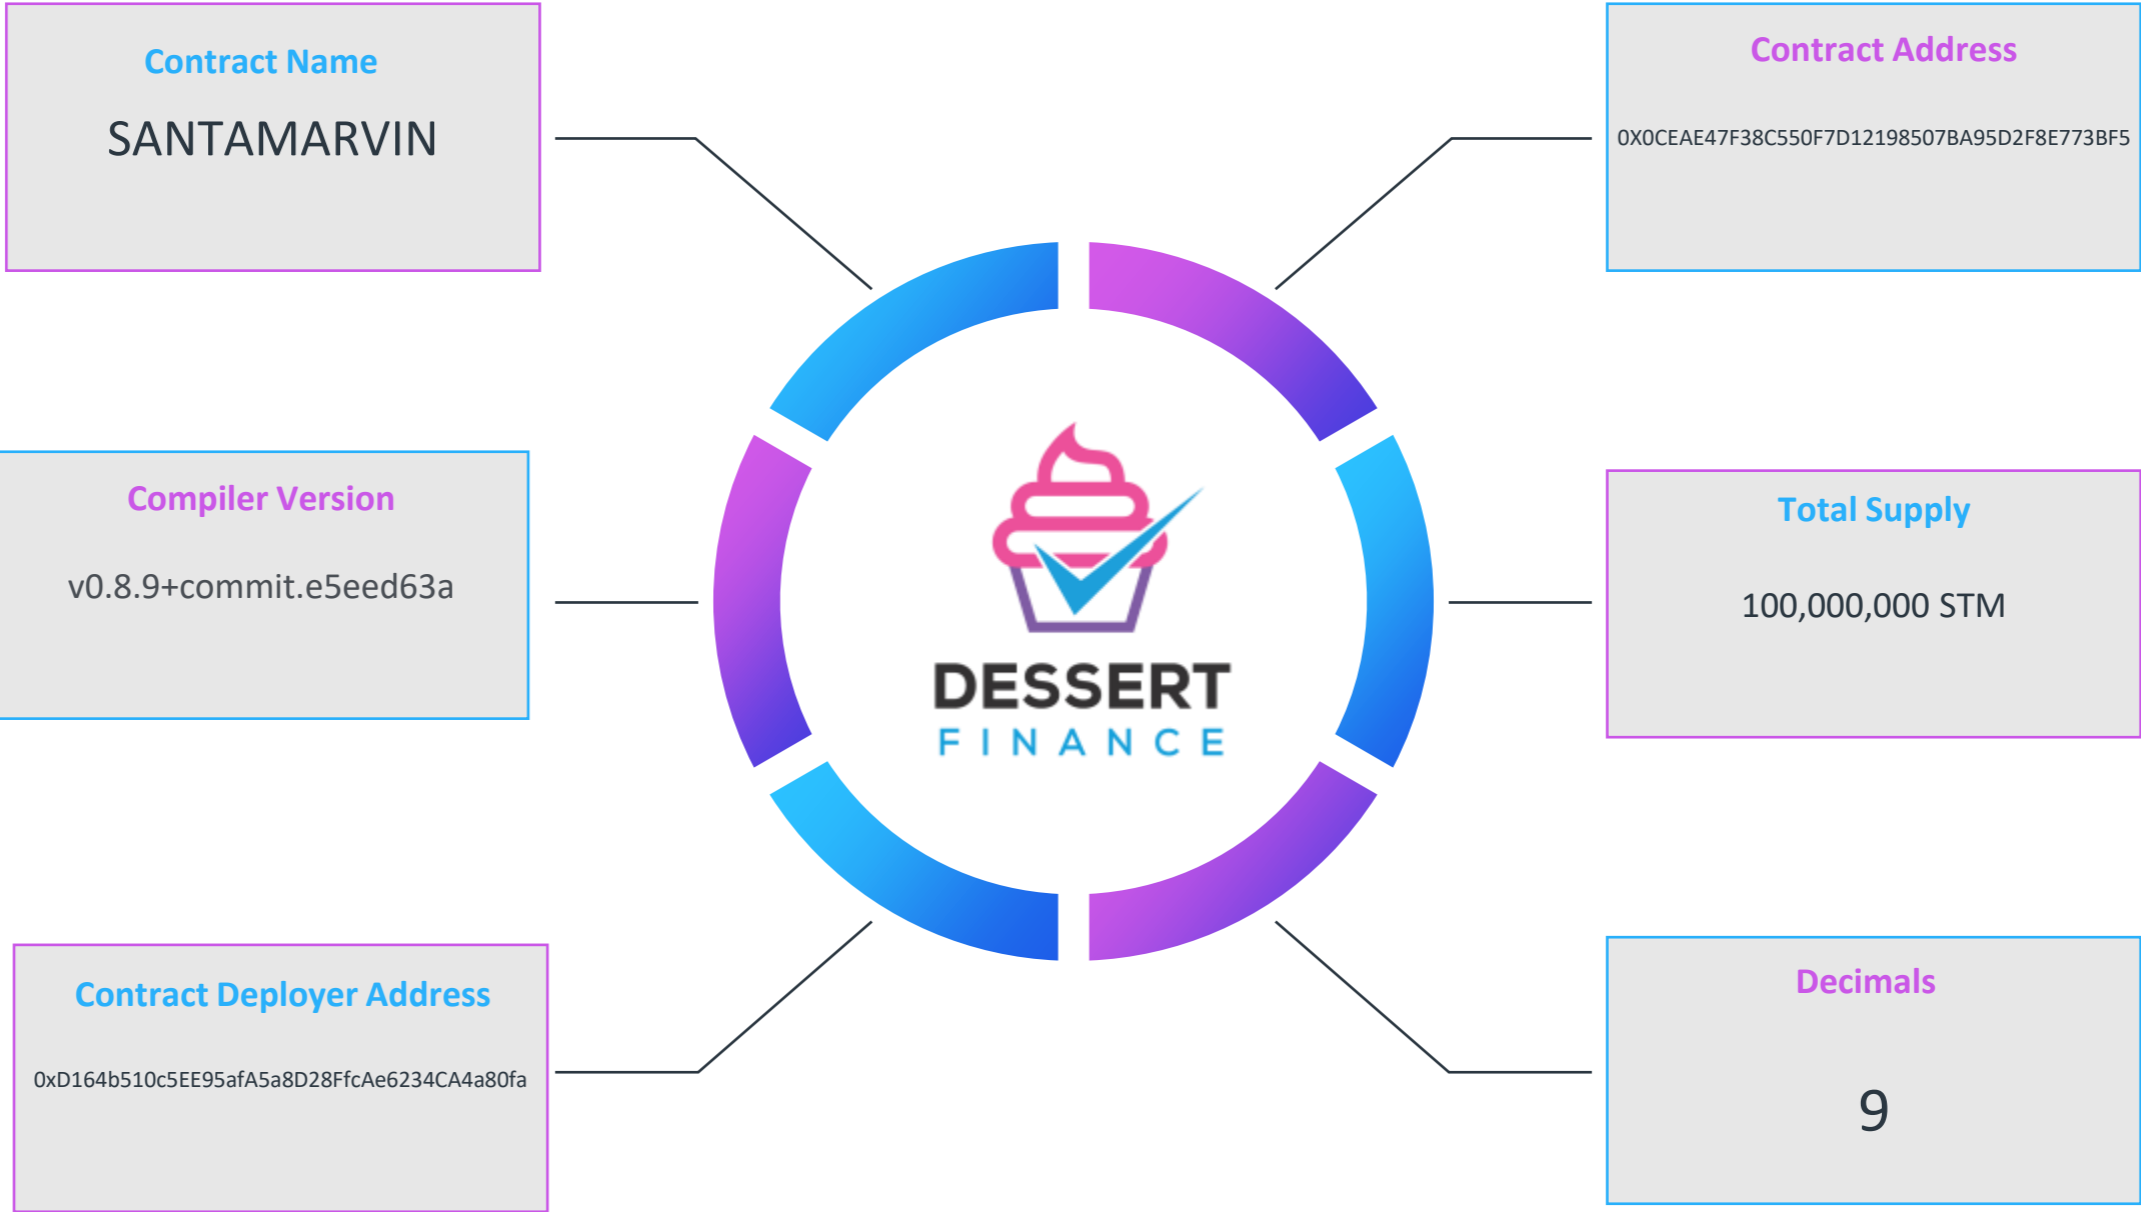 Contract Name
SANTAMARVIN
Contract Address
0X0CEAE47F38C550F7D12198507BA95D2F8E773BF5
Compiler Version
v0.8.9+commit.e5eed63a
DESSERT
FINANCE
Total Supply
100,000,000 STM
Contract Deployer Address
0xD164b510c5EE95afA5a8D28FfcAe6234CA4a80fa
Decimals
9